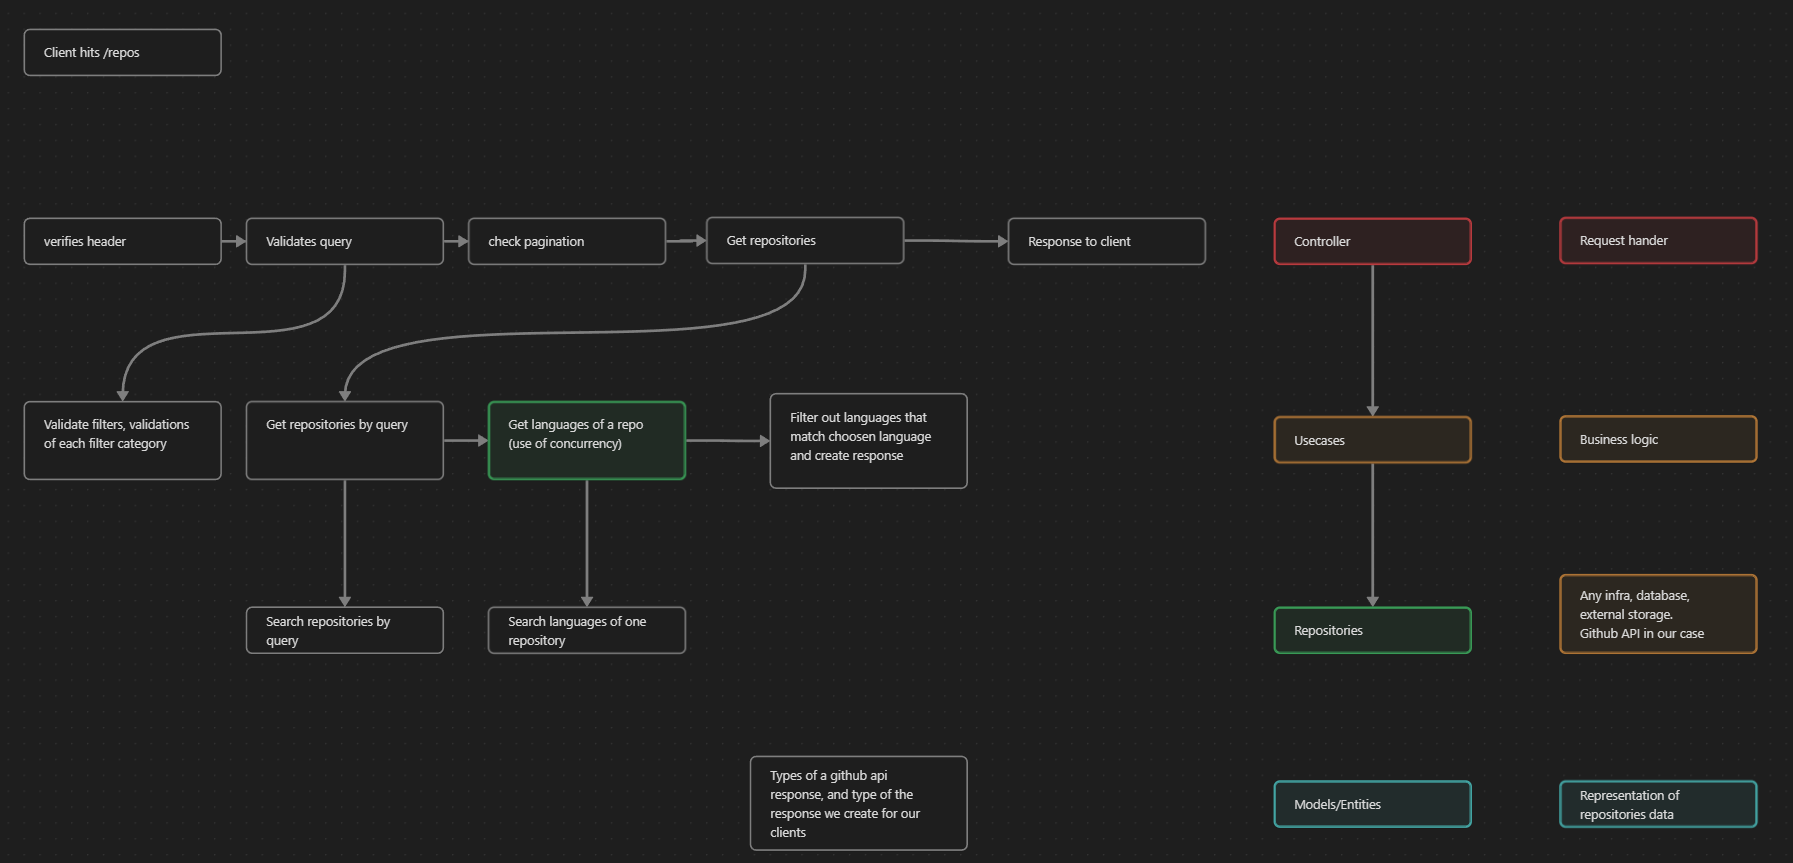 Client hits /repos
verifies header
Validates query
check pagination
Get repositories
Response to client
Controller
Request hander
Validate filters, validations
of each filter category
Get repositories by query
Get languages of a repo
(use of concurrency)
Filter out languages that
match choosen language
and create response
Usecases
Business logic
Search repositories by
query
Search languages of one
repository
Repositories
Any infra, database,
external storage.
Github API in our case
Types of a github api
response, and type of the
response we create for our
clients
Models/Entities
Representation of
repositories data